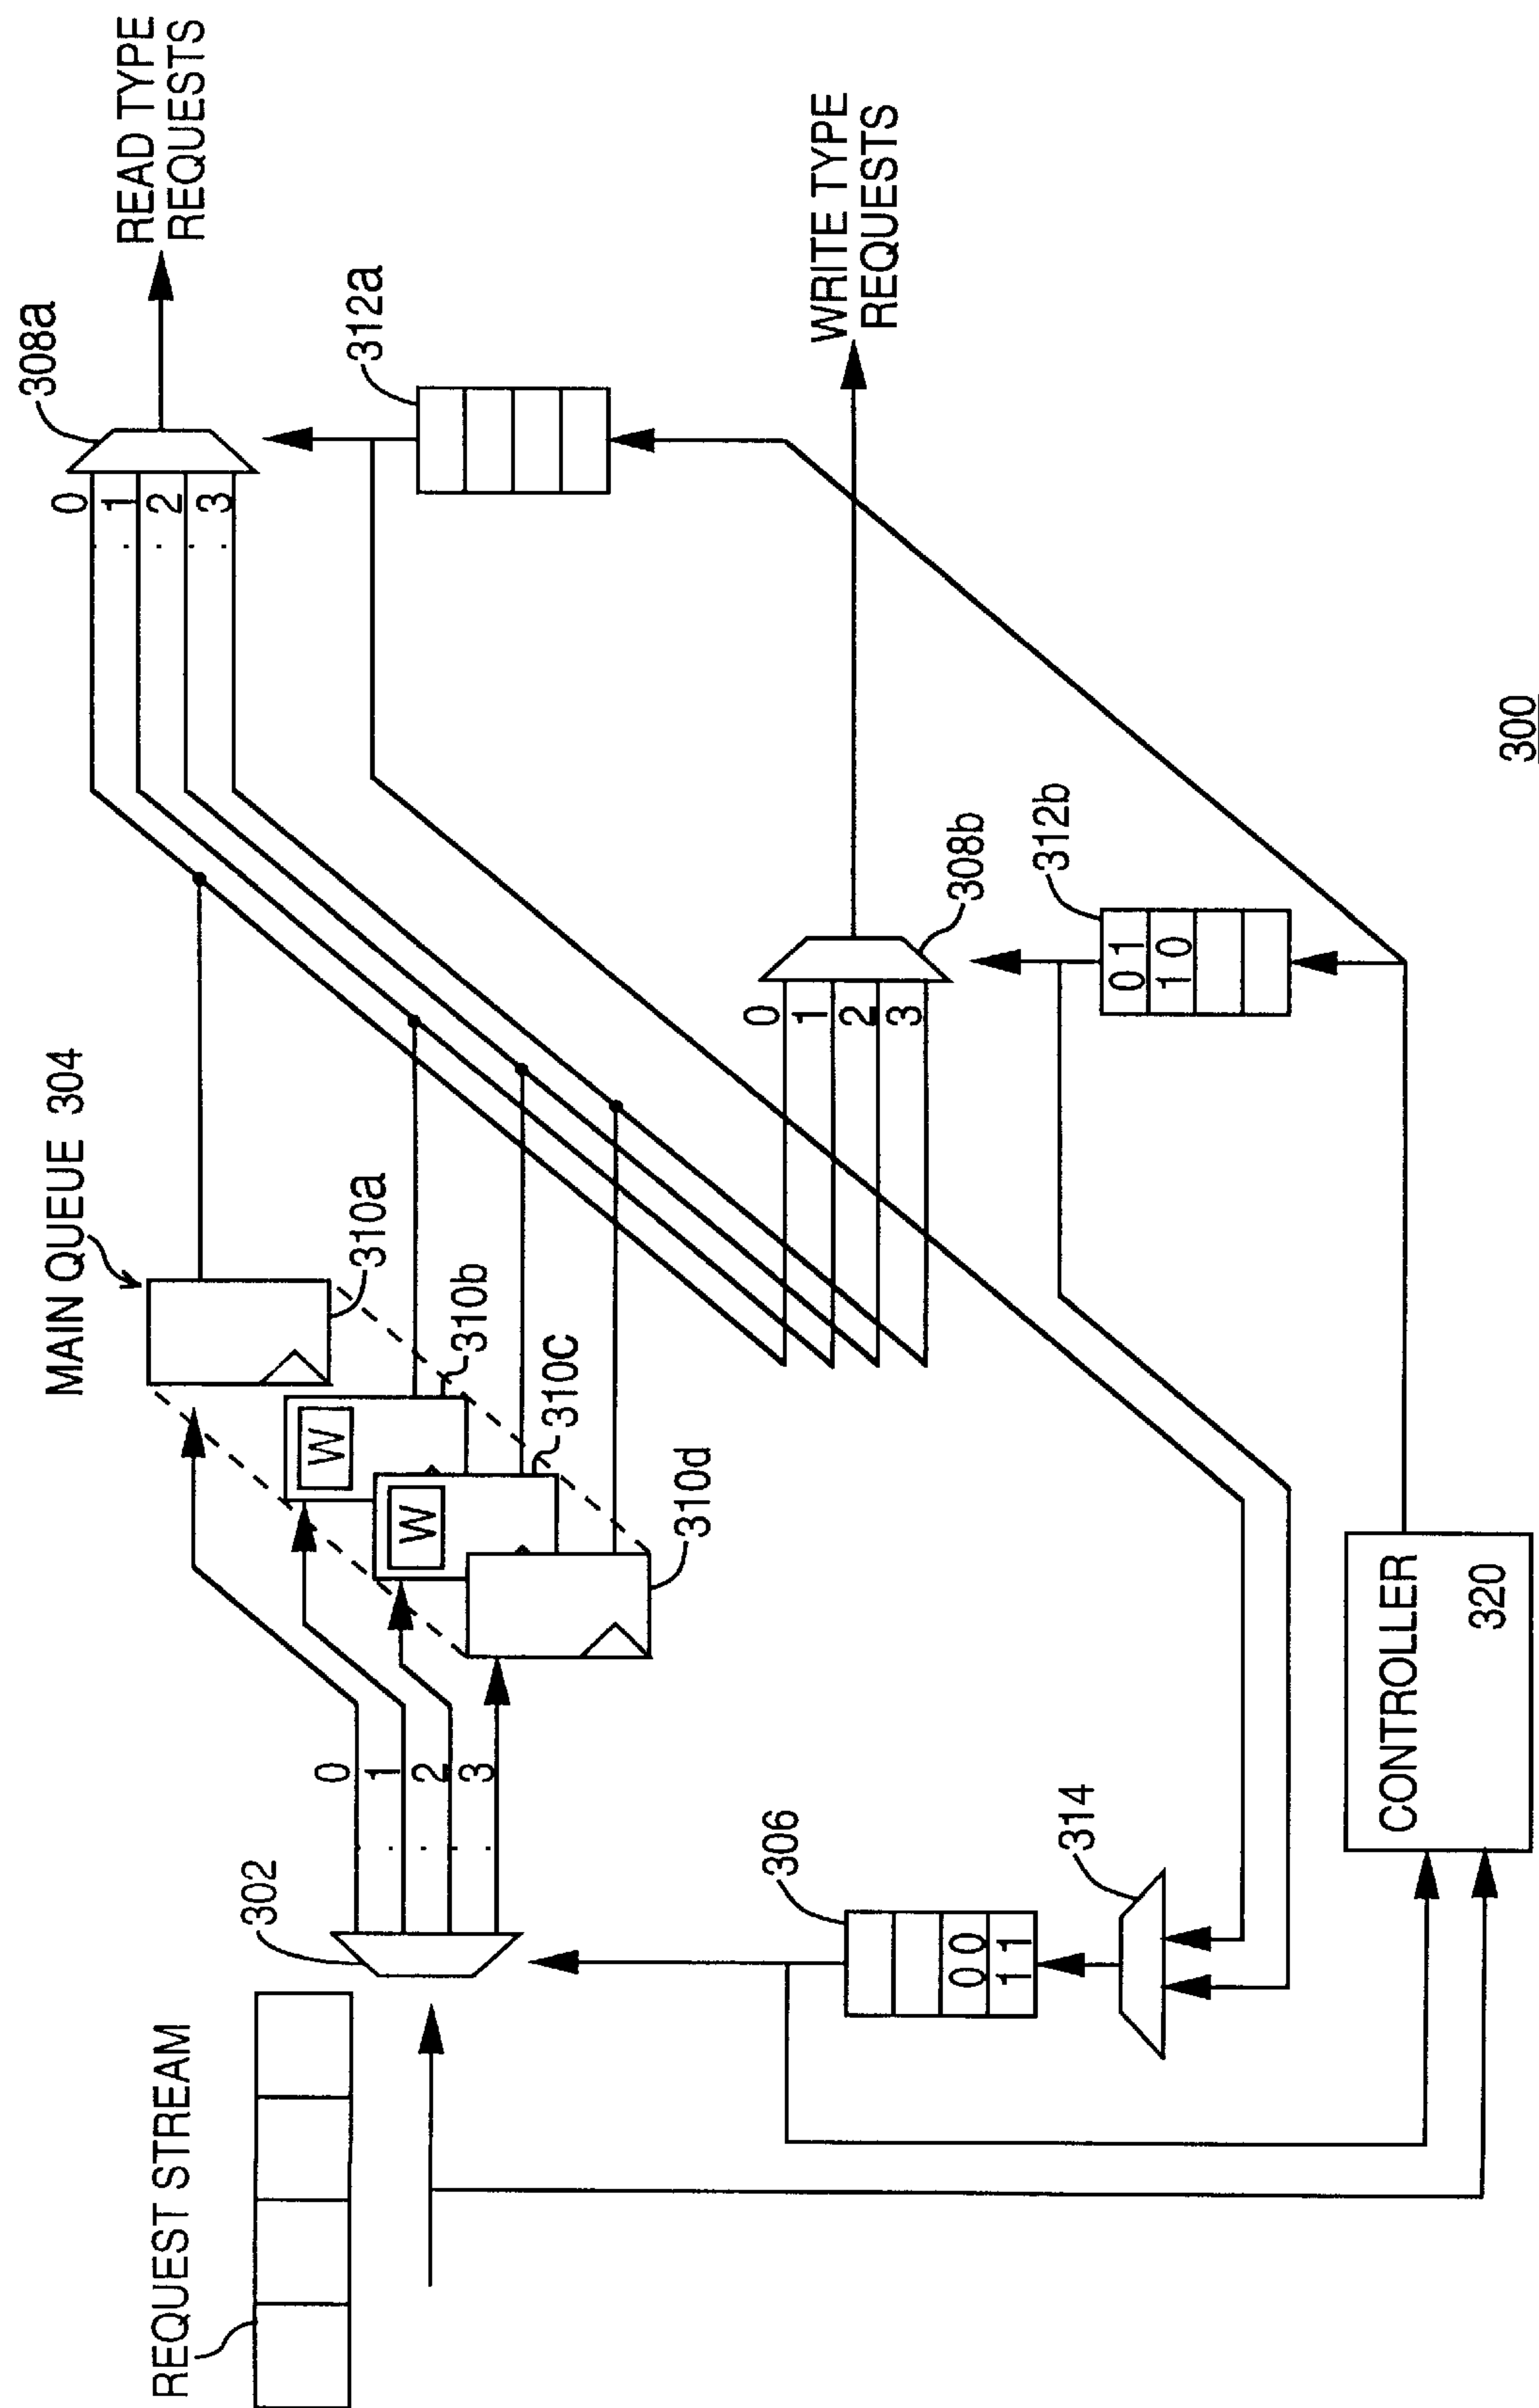 REQUEST STREAM
302
0
1
2
3
MAIN QUEUE 304
310a
W
310b
W
310C
310d
0
1
2
3
308a
READ TYPE
REQUESTS
312a
0
1
2
3
308b
WRITE TYPE
REQUESTS
312b
0 1
1 0
306
0 0
1 1
314
CONTROLLER
320
300